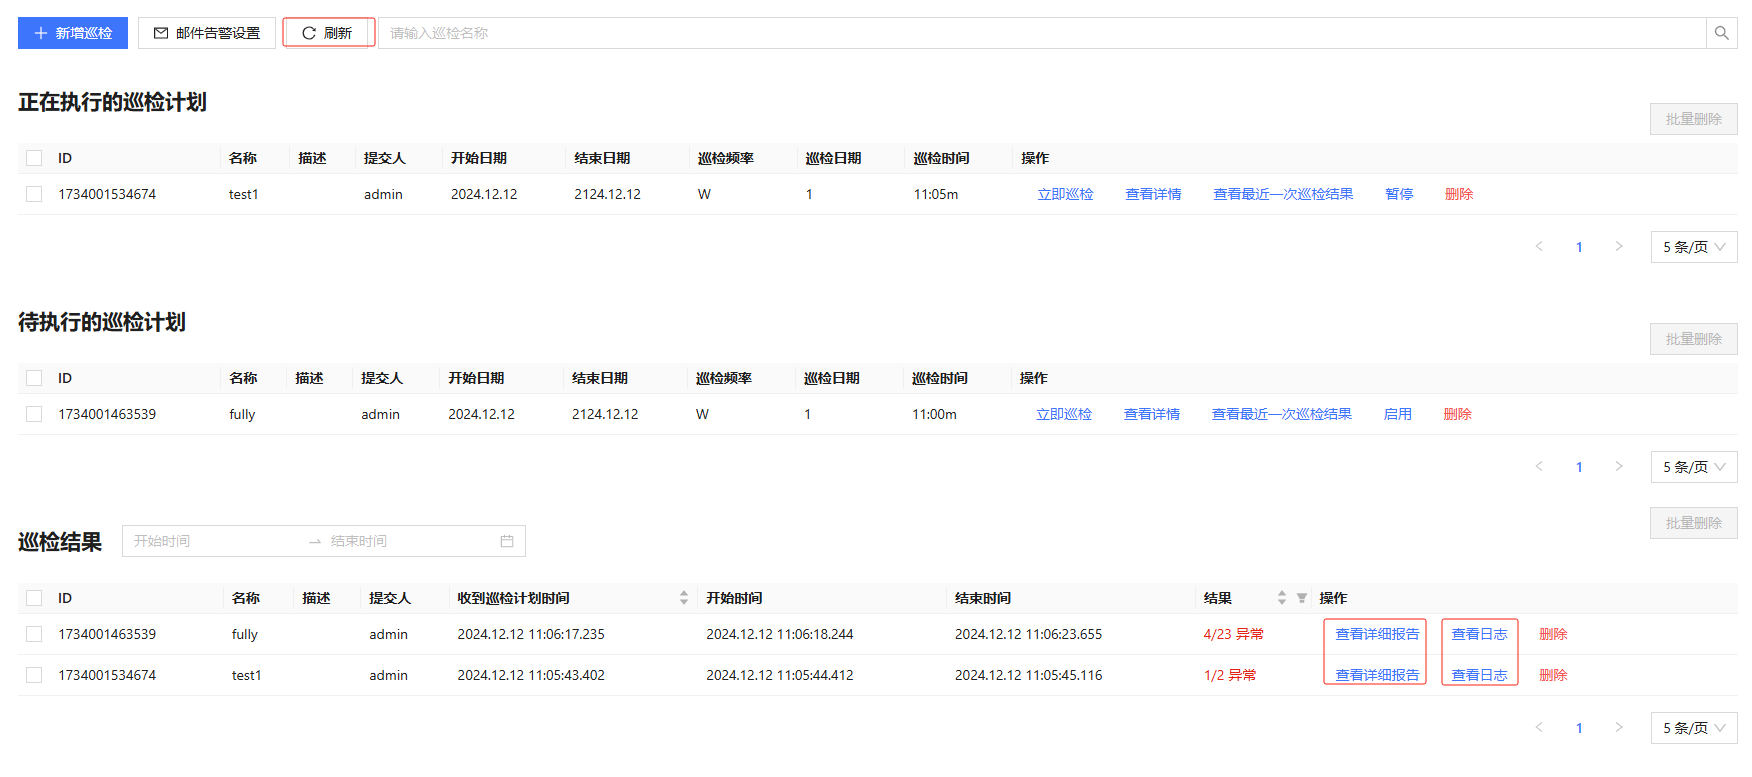 新增巡检 邮件告警设置 刷新 请输入巡检名称
正在执行的巡检计划
批量删除
ID 名称 描述 提交人 开始日期 结束日期 巡检频率 巡检日期 巡检时间 操作
1734001534674 test1 admin 2024.12.12 2124.12.12 W 1 11:05m 立即巡检 查看详情 查看最近一次巡检结果 暂停 删除
< 1 > 5 条/页
待执行的巡检计划
批量删除
ID 名称 描述 提交人 开始日期 结束日期 巡检频率 巡检日期 巡检时间 操作
1734001463539 fully admin 2024.12.12 2124.12.12 W 1 11:00m 立即巡检 查看详情 查看最近一次巡检结果 启用 删除
< 1 > 5 条/页
批量删除
巡检结果 开始时间 → 结束时间
ID 名称 描述 提交人 收到巡检计划时间 开始时间 结束时间 结果 操作
1734001463539 fully admin 2024.12.12 11:06:17.235 2024.12.12 11:06:18.244 2024.12.12 11:06:23.655 4/23 异常 查看详细报告 查看日志 删除
1734001534674 test1 admin 2024.12.12 11:05:43.402 2024.12.12 11:05:44.412 2024.12.12 11:05:45.116 1/2 异常 查看详细报告 查看日志 删除
< 1 > 5 条/页